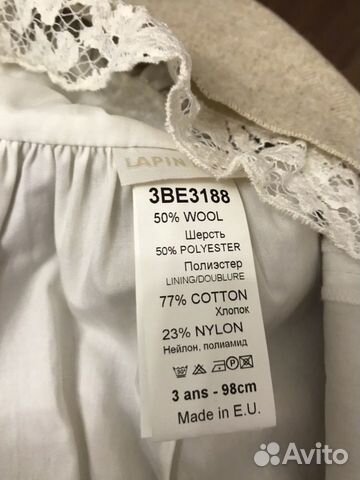 LAPIN
3BE3188
50% WOOL
Шерсть
50% POLYESTER
Полиэстер
LINING/DOUBLURE
77% COTTON
Хлопок
23% NYLON
Нейлон, полиамид
3 ans - 98cm
Made in E.U.
Avito